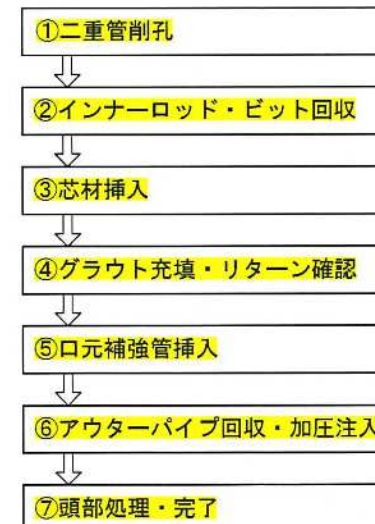 ①二重管削孔
②インナーロッド・ビット回収
③芯材挿入
④グラウト充填・リターン確認
⑤口元補強管挿入
⑥アウターパイプ回収・加圧注入
⑦頭部処理・完了